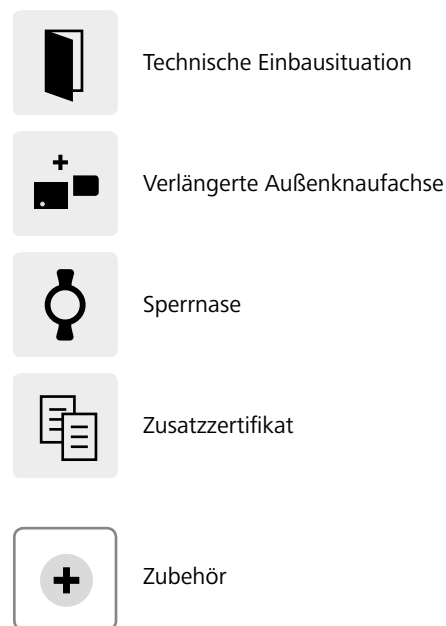 Technische Einbausituation
Verlängerte Außenknaufachse
Sperrnase
Zusatzzertifikat
Zubehör